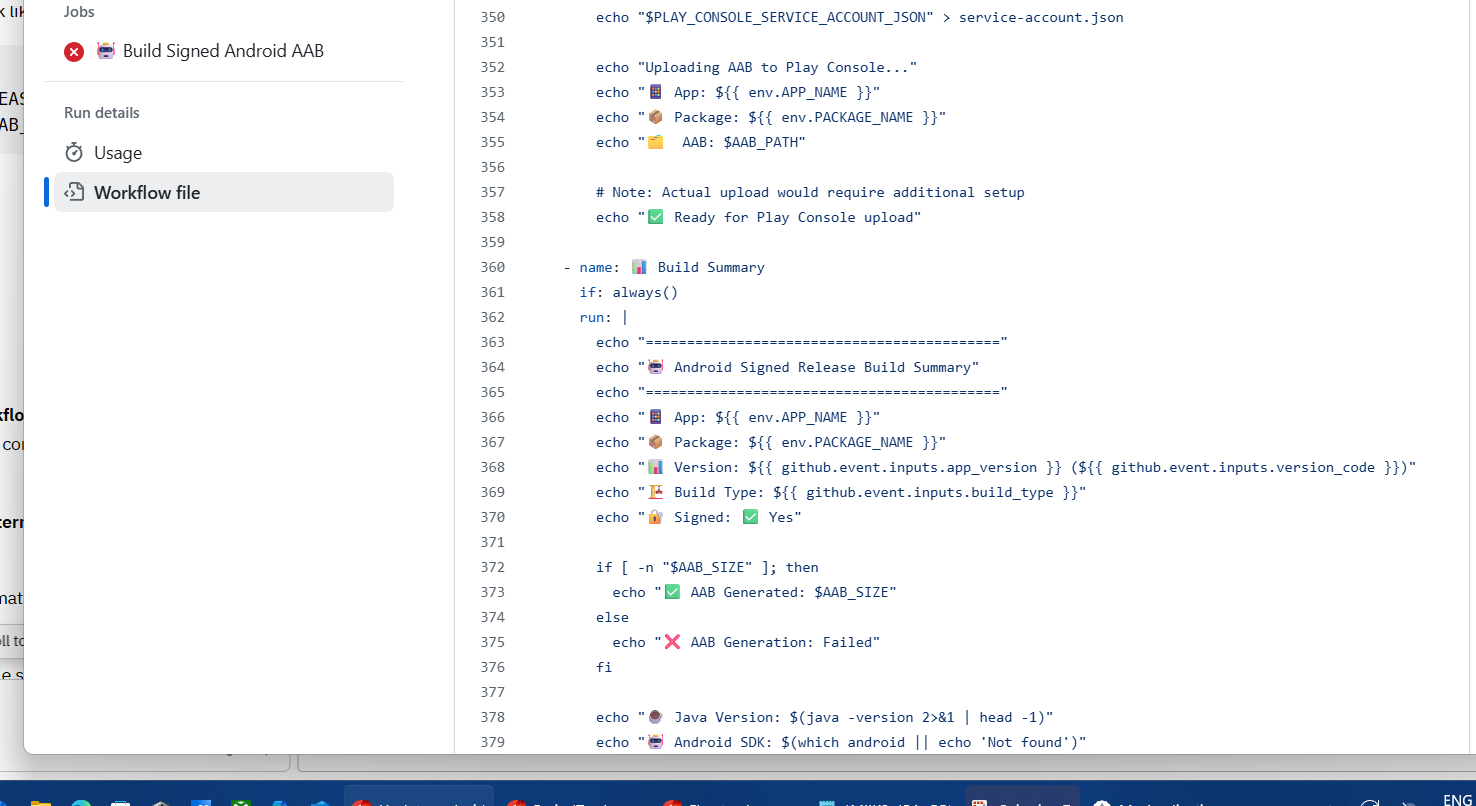 Jobs
🤖 Build Signed Android AAB
Run details
Usage
Workflow file
350 echo "$PLAY_CONSOLE_SERVICE_ACCOUNT_JSON" > service-account.json
351
352 echo "Uploading AAB to Play Console..."
353 echo "📱 App: ${{ env.APP_NAME }}"
354 echo "📦 Package: ${{ env.PACKAGE_NAME }}"
355 echo "🗂️ AAB: $AAB_PATH"
356
357 # Note: Actual upload would require additional setup
358 echo "✅ Ready for Play Console upload"
359
360 - name: 📊 Build Summary
361 if: always()
362 run: |
363 echo "==========================================="
364 echo "🤖 Android Signed Release Build Summary"
365 echo "==========================================="
366 echo "📱 App: ${{ env.APP_NAME }}"
367 echo "📦 Package: ${{ env.PACKAGE_NAME }}"
368 echo "📊 Version: ${{ github.event.inputs.app_version }} (${{ github.event.inputs.version_code }})"
369 echo "🏗️ Build Type: ${{ github.event.inputs.build_type }}"
370 echo "🔐 Signed: ✅ Yes"
371
372 if [ -n "$AAB_SIZE" ]; then
373 echo "✅ AAB Generated: $AAB_SIZE"
374 else
375 echo "❌ AAB Generation: Failed"
376 fi
377
378 echo "☕ Java Version: $(java -version 2>&1 | head -1)"
379 echo "🤖 Android SDK: $(which android || echo 'Not found')"
ENG